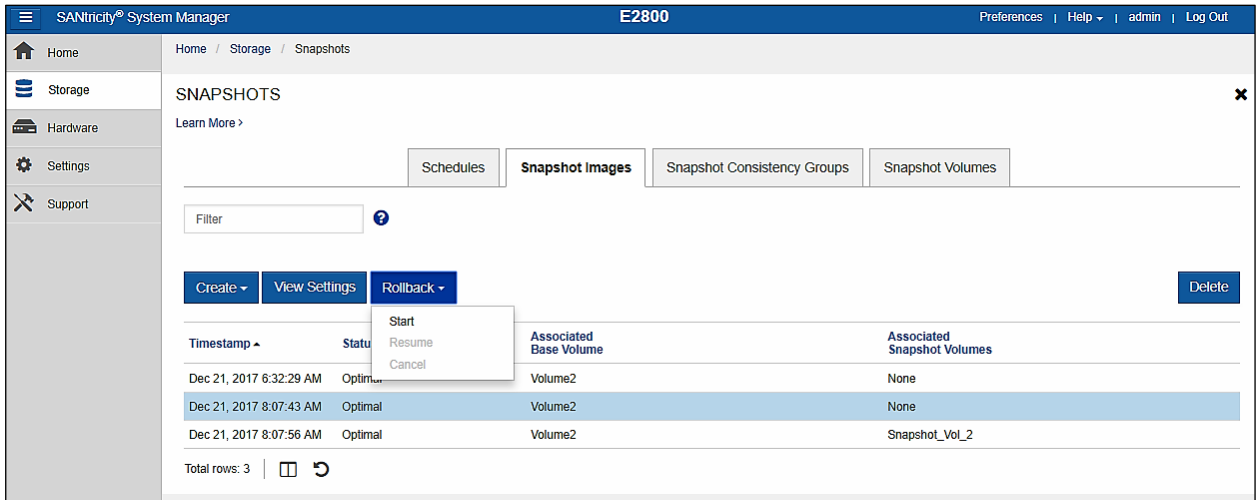 SANtricity® System Manager E2800 Preferences | Help | admin | Log Out
Home
Storage
Hardware
Settings
Support
Home / Storage / Snapshots
SNAPSHOTS
Learn More >
Schedules Snapshot Images Snapshot Consistency Groups Snapshot Volumes
Filter
Create View Settings Rollback Delete
Start
Resume
Cancel
Timestamp Statu Associated Base Volume Associated Snapshot Volumes
Dec 21, 2017 6:32:29 AM Optimal Volume2 None
Dec 21, 2017 8:07:43 AM Optimal Volume2 None
Dec 21, 2017 8:07:56 AM Optimal Volume2 Snapshot_Vol_2
Total rows: 3